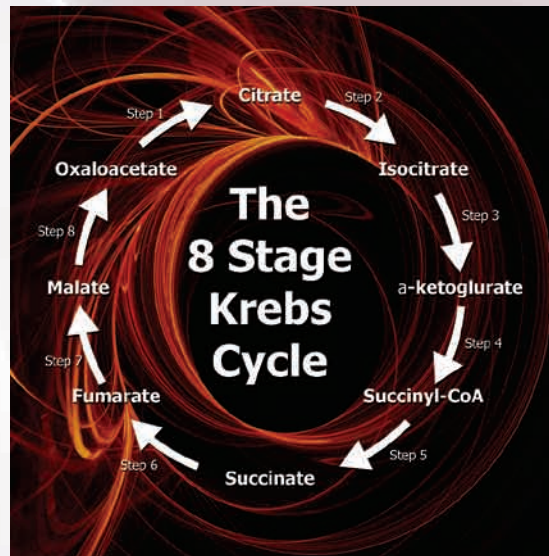 Citrate
Step 2
Step 1
Oxaloacetate
Isocitrate
The
8 Stage
Krebs
Cycle
Step 3
Step 8
Malate
a-ketoglurate
Step 4
Step 7
Fumarate
Succinyl-CoA
Step 5
Step 6
Succinate